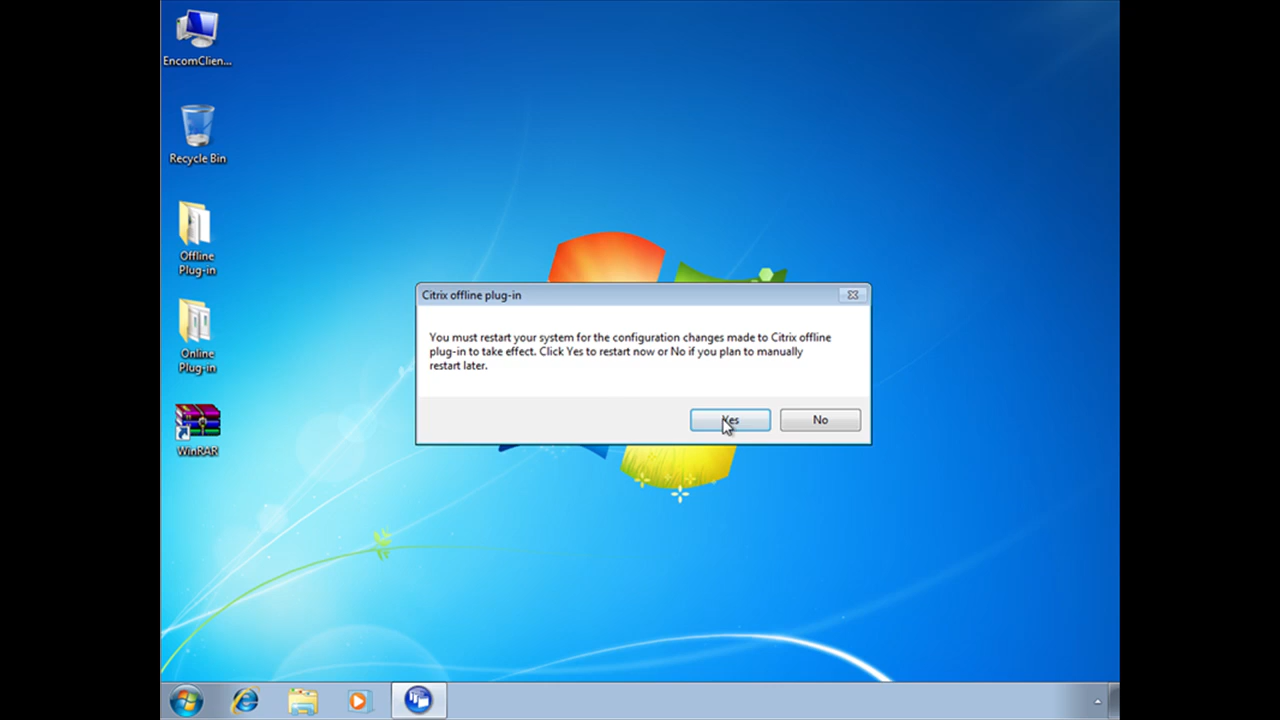 EncomClien...
Recycle Bin
Offline
Plug-in
Online
Plug-in
WinRAR
Citrix offline plug-in
You must restart your system for the configuration changes made to Citrix offline
plug-in to take effect. Click Yes to restart now or No if you plan to manually
restart later.
Yes
No